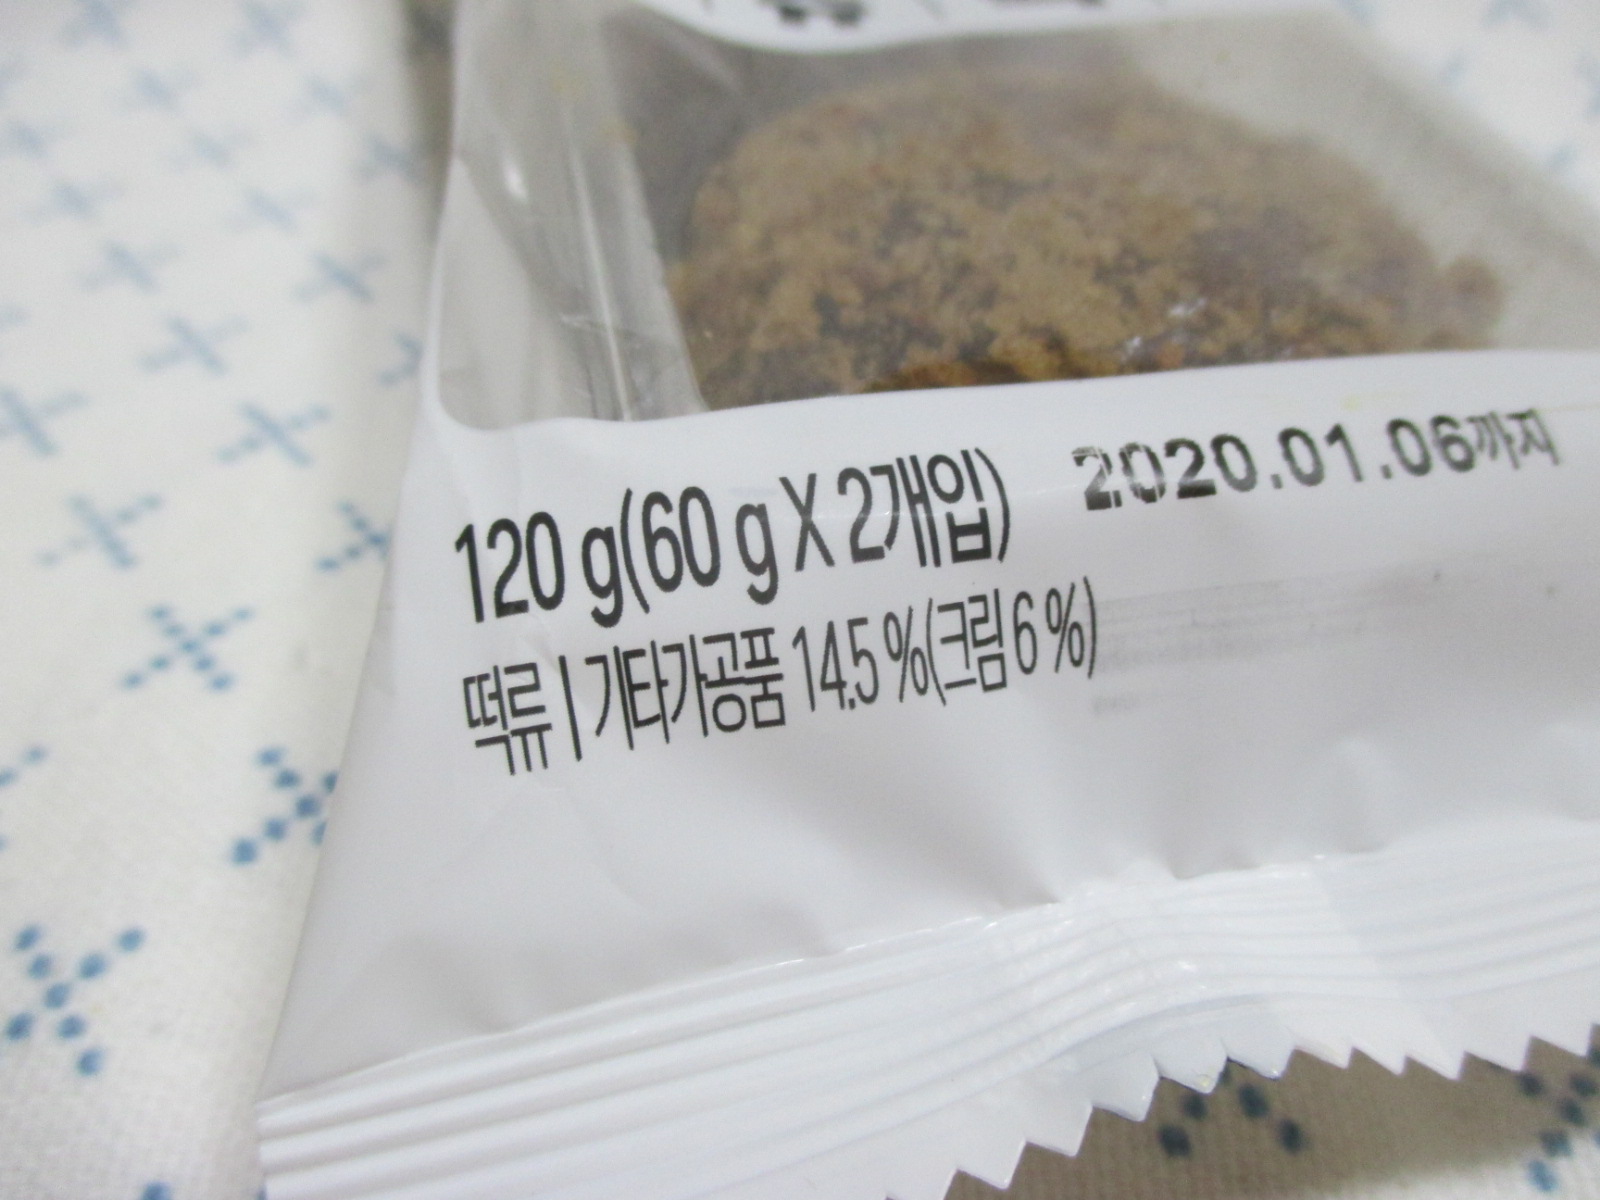 120 g(60 g X 2개입)
2020.01.06까지
떡류 | 기타가공품 14.5 %(크림 6 %)